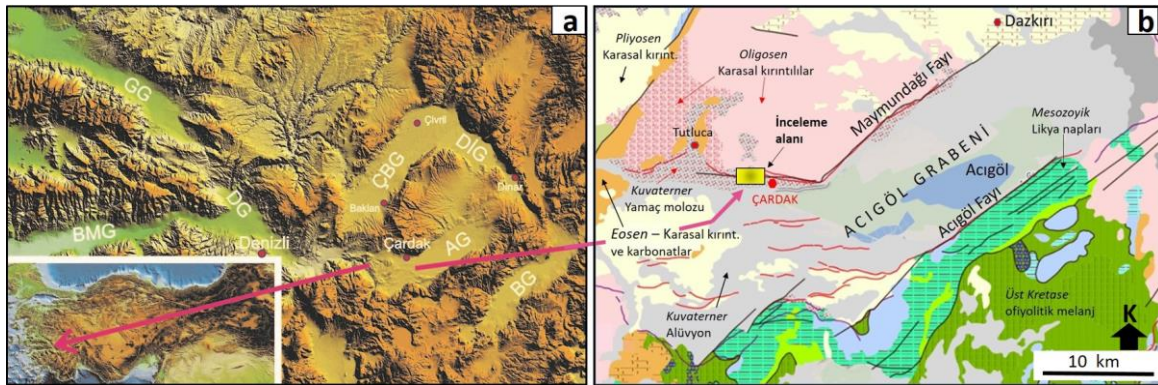 a
GG
Çivril
ÇBG
DIG
Dinar
Baklan
DG
BMG
Denizli
Çardak
AG
BG
b
Dazkırı
Pliyosen
Karasal kırınt.
Oligosen
Karasal kırıntılılar
Maymundağı Fayı
Mesozoyik
Likya napları
Tutluca
İnceleme
alanı
ÇARDAK
ACIGÖL GRABENİ
Acıgöl
Kuvaterner
Yamaç molozu
Acıgöl Fayı
Eosen – Karasal kırınt.
ve karbonatlar
Kuvaterner
Alüvyon
Üst Kretase
ofiyolitik melanj
K
10 km